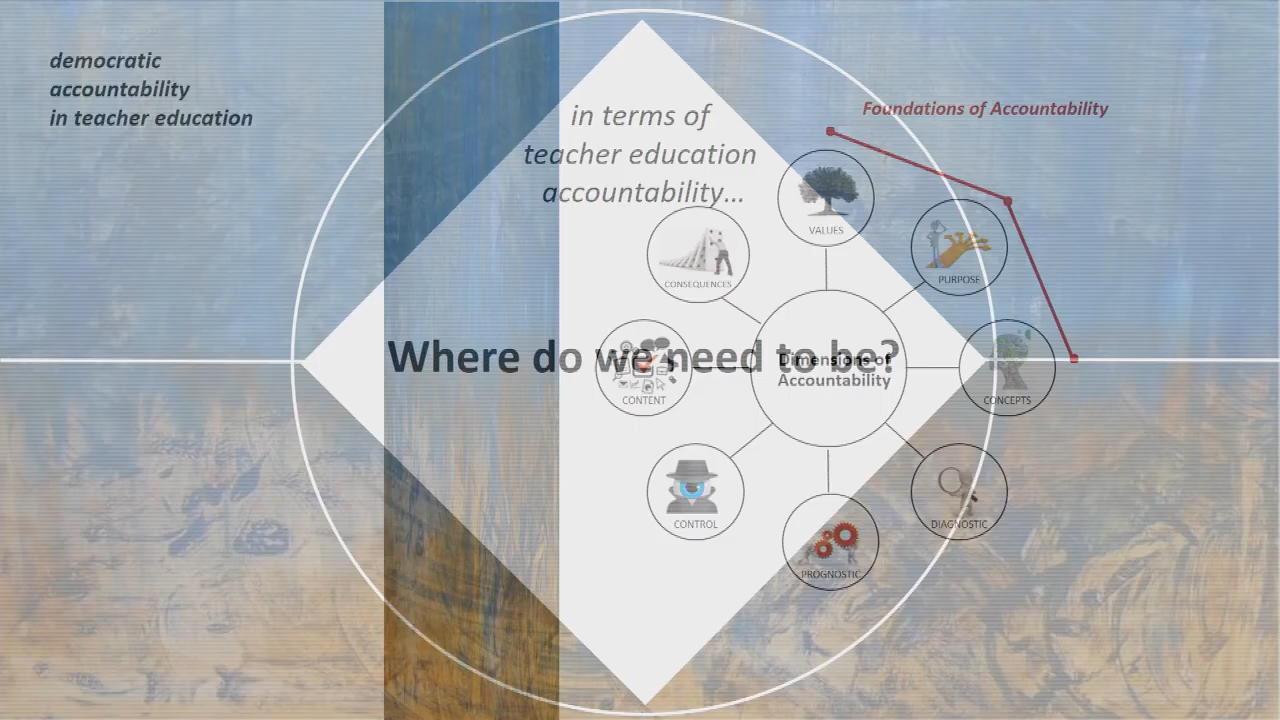 democratic
accountability
in teacher education
in terms of
teacher education
accountability...
Foundations of Accountability
VALUES
PURPOSE
CONSEQUENCES
Where do we need to be?
Dimensions of
Accountability
CONTENT
CONCEPTS
CONTROL
DIAGNOSTIC
PROGNOSTIC